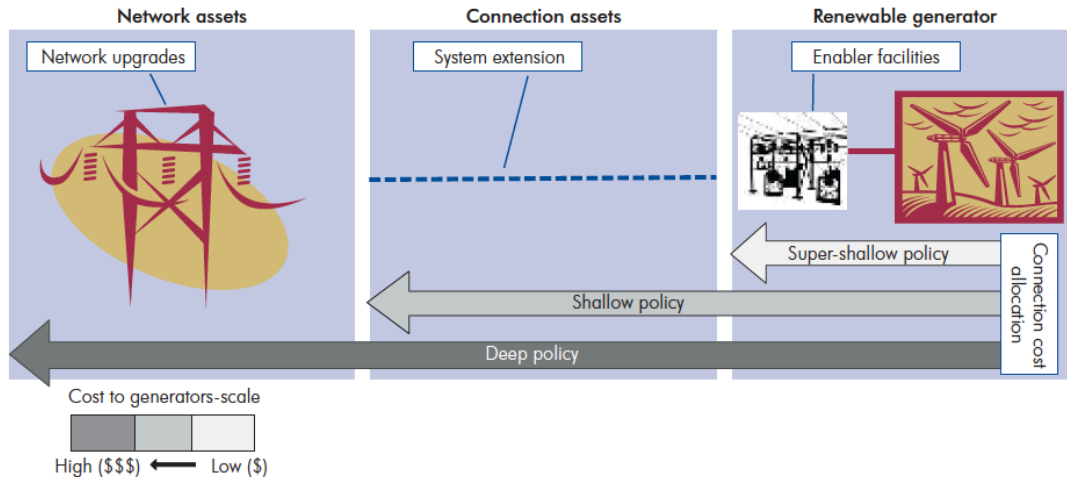 Network assets
Connection assets
Renewable generator
Network upgrades
System extension
Enabler facilities
Super-shallow policy
Shallow policy
Deep policy
Connection cost
allocation
Cost to generators-scale
High ($$$)
Low ($)